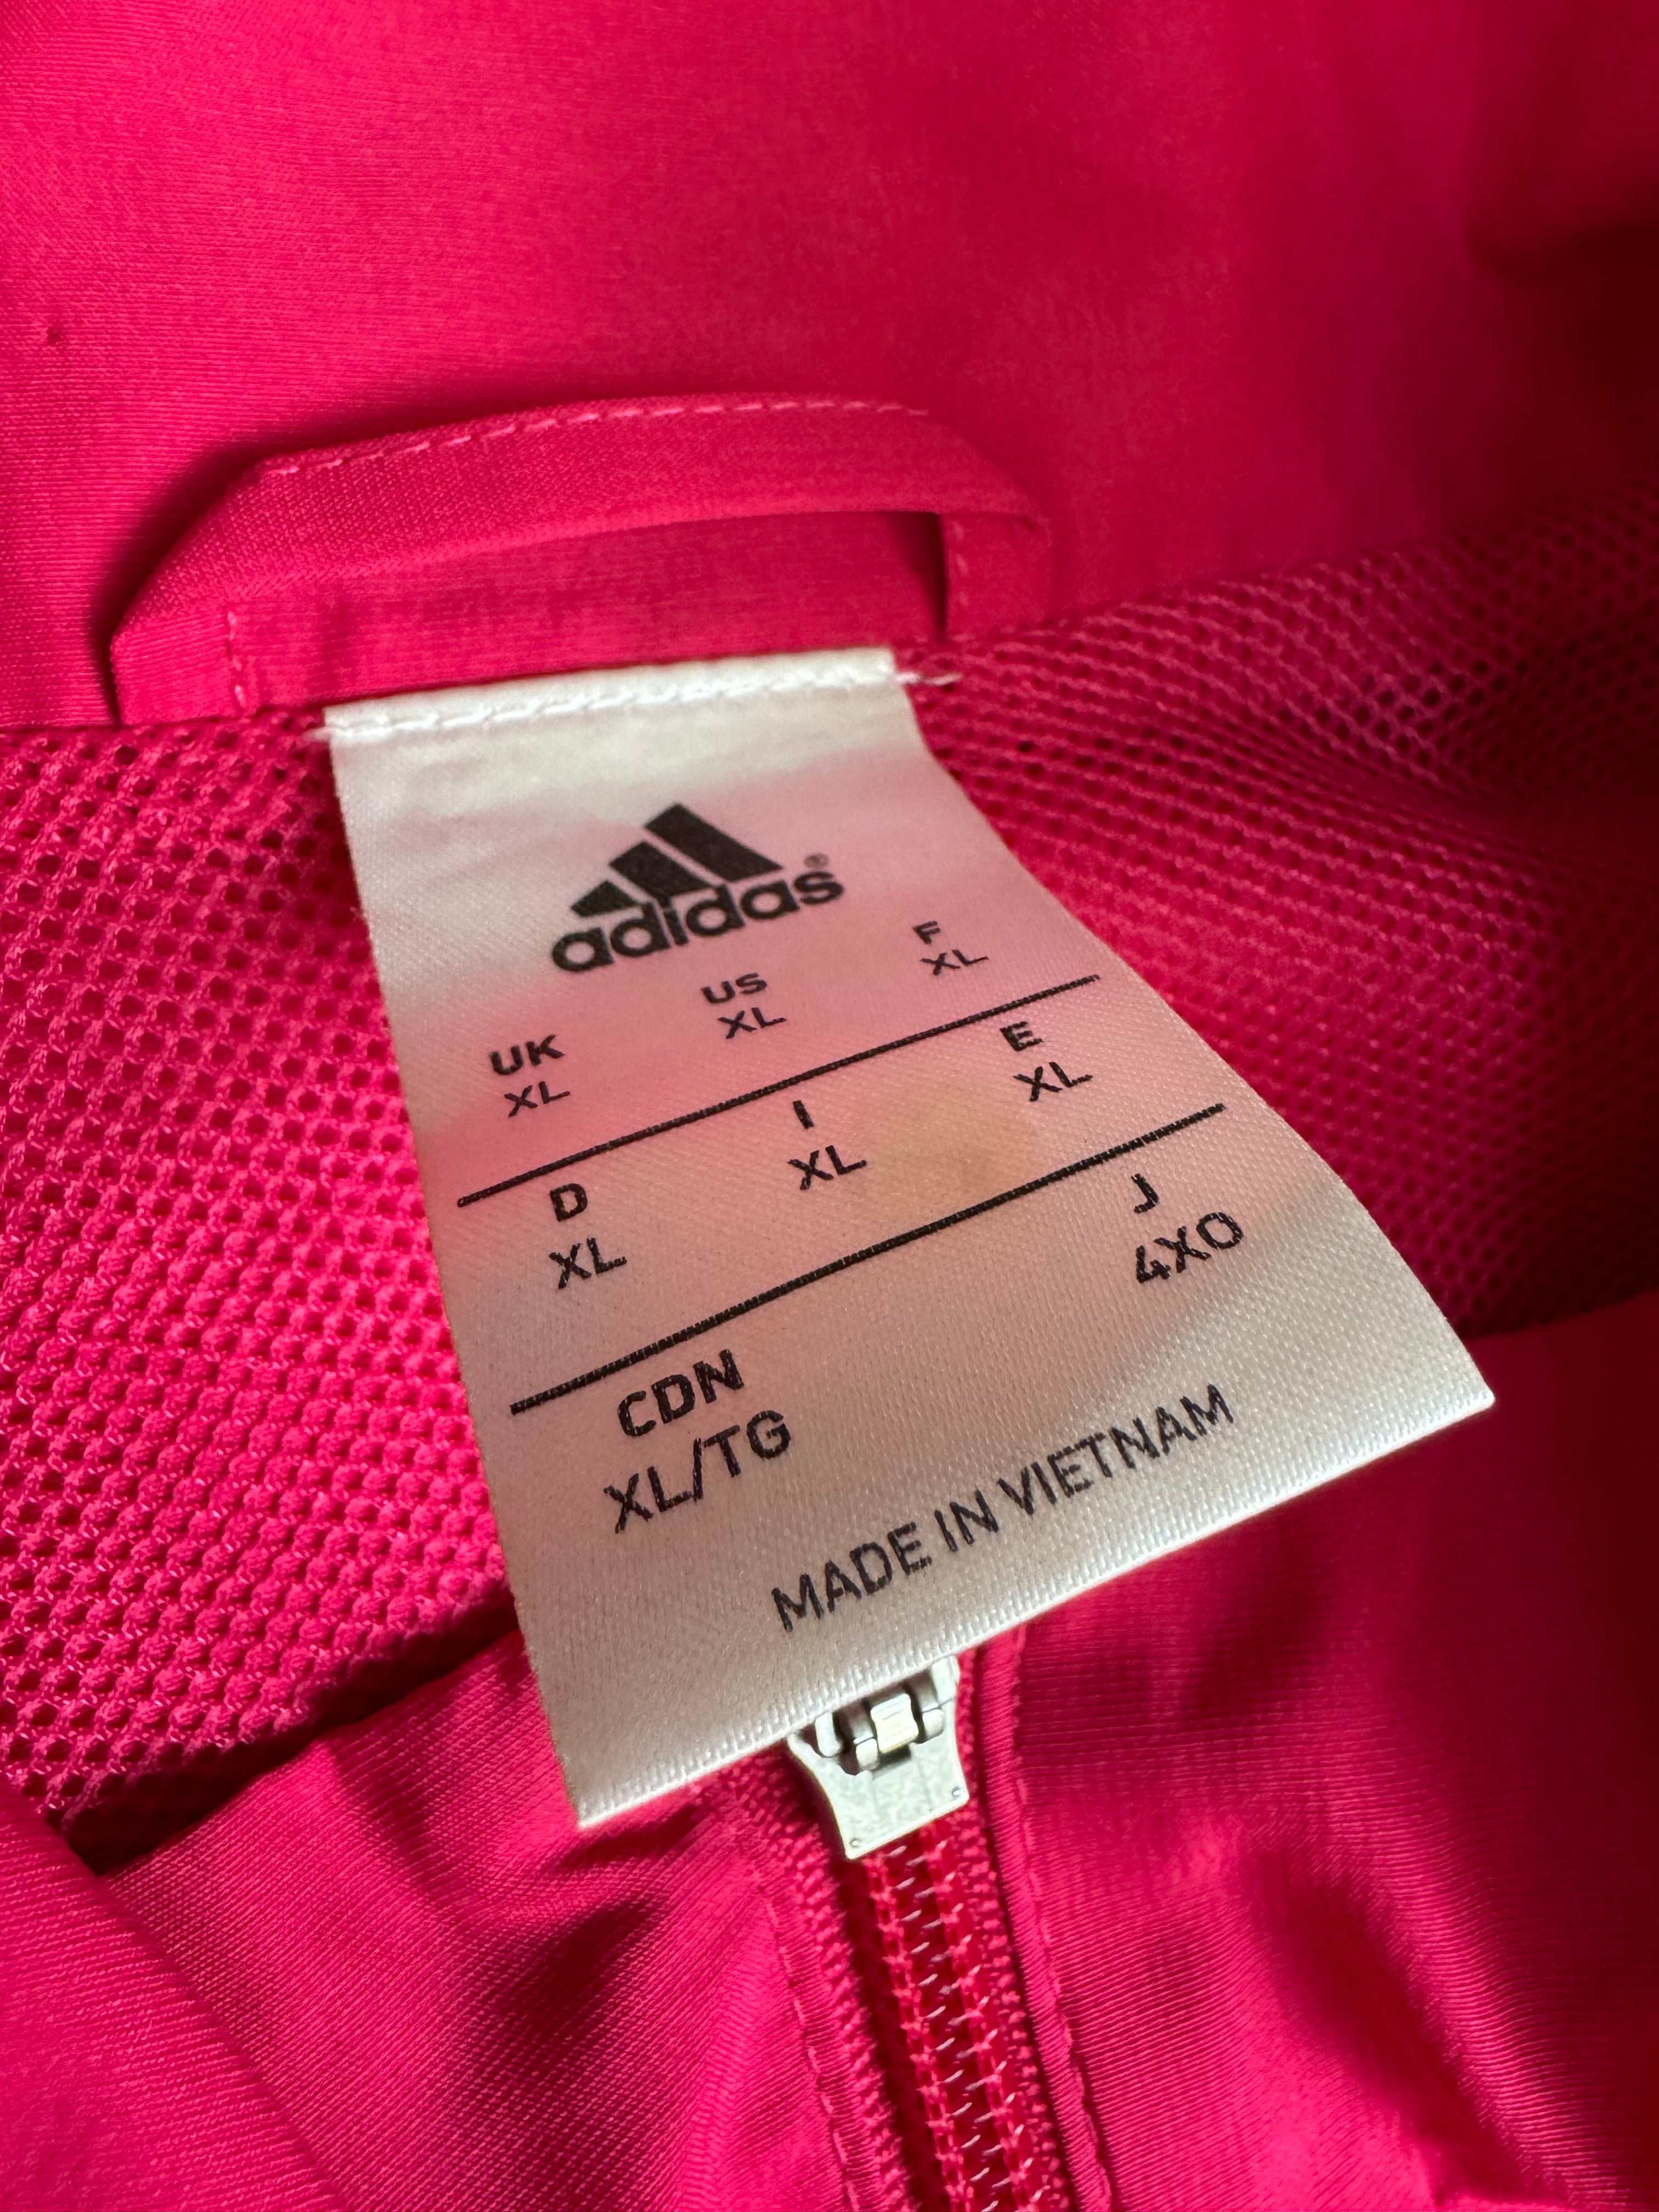 adidas®
UK US F
XL XL XL
D I E
XL XL XL
CDN J
XL/TG 4XO
MADE IN VIETNAM